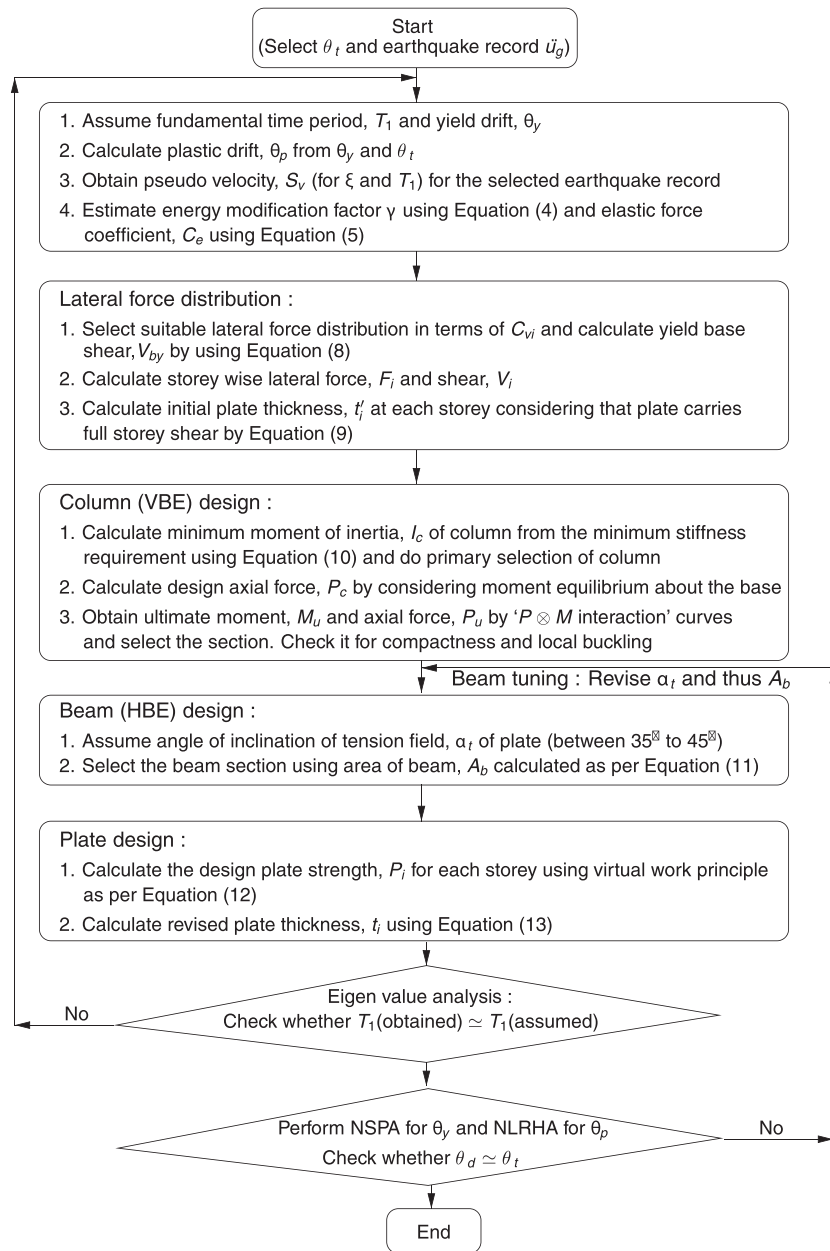 Start
(Select θt and earthquake record üg)
1. Assume fundamental time period, T1 and yield drift, θy
2. Calculate plastic drift, θp from θy and θt
3. Obtain pseudo velocity, Sv (for ξ and T1) for the selected earthquake record
4. Estimate energy modification factor γ using Equation (4) and elastic force
coefficient, Ce using Equation (5)
Lateral force distribution :
1. Select suitable lateral force distribution in terms of Cvi and calculate yield base
shear,Vby by using Equation (8)
2. Calculate storey wise lateral force, Fi and shear, Vi
3. Calculate initial plate thickness, t′i at each storey considering that plate carries
full storey shear by Equation (9)
Column (VBE) design :
1. Calculate minimum moment of inertia, Ic of column from the minimum stiffness
requirement using Equation (10) and do primary selection of column
2. Calculate design axial force, Pc by considering moment equilibrium about the base
3. Obtain ultimate moment, Mu and axial force, Pu by ‘P ⊗ M interaction’ curves
and select the section. Check it for compactness and local buckling
Beam tuning : Revise αt and thus Ab
Beam (HBE) design :
1. Assume angle of inclination of tension field, αt of plate (between 35 to 45)
2. Select the beam section using area of beam, Ab calculated as per Equation (11)
Plate design :
1. Calculate the design plate strength, Pi for each storey using virtual work principle
as per Equation (12)
2. Calculate revised plate thickness, ti using Equation (13)
Eigen value analysis :
No
Check whether T1(obtained) ≃ T1(assumed)
Perform NSPA for θy and NLRHA for θp
No
Check whether θd ≃ θt
End